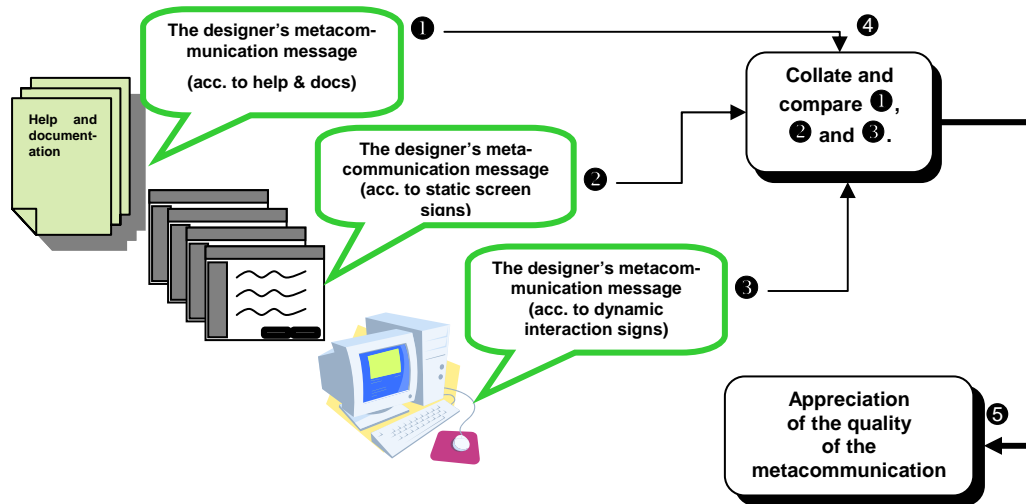 The designer's metacom-
munication message
(acc. to help & docs)
❶
❹
Help and
document-
ation
Collate and
compare ❶,
❷ and ❸.
The designer's meta-
communication message
(acc. to static screen
signs)
❷
The designer's metacom-
munication message
(acc. to dynamic
interaction signs)
❸
Appreciation
of the quality
of the
metacommunication
❺